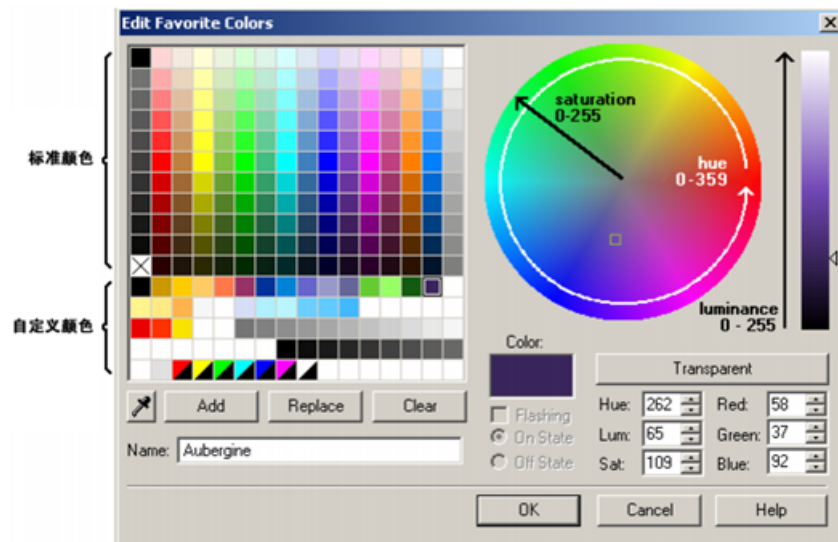 Edit Favorite Colors
标准颜色
自定义颜色
saturation
0-255
hue
0-359
luminance
0 - 255
Color:
Transparent
Flashing
On State
Off State
Hue: 262
Red: 58
Lum: 65
Green: 37
Sat: 109
Blue: 92
Add
Replace
Clear
Name: Aubergine
OK
Cancel
Help